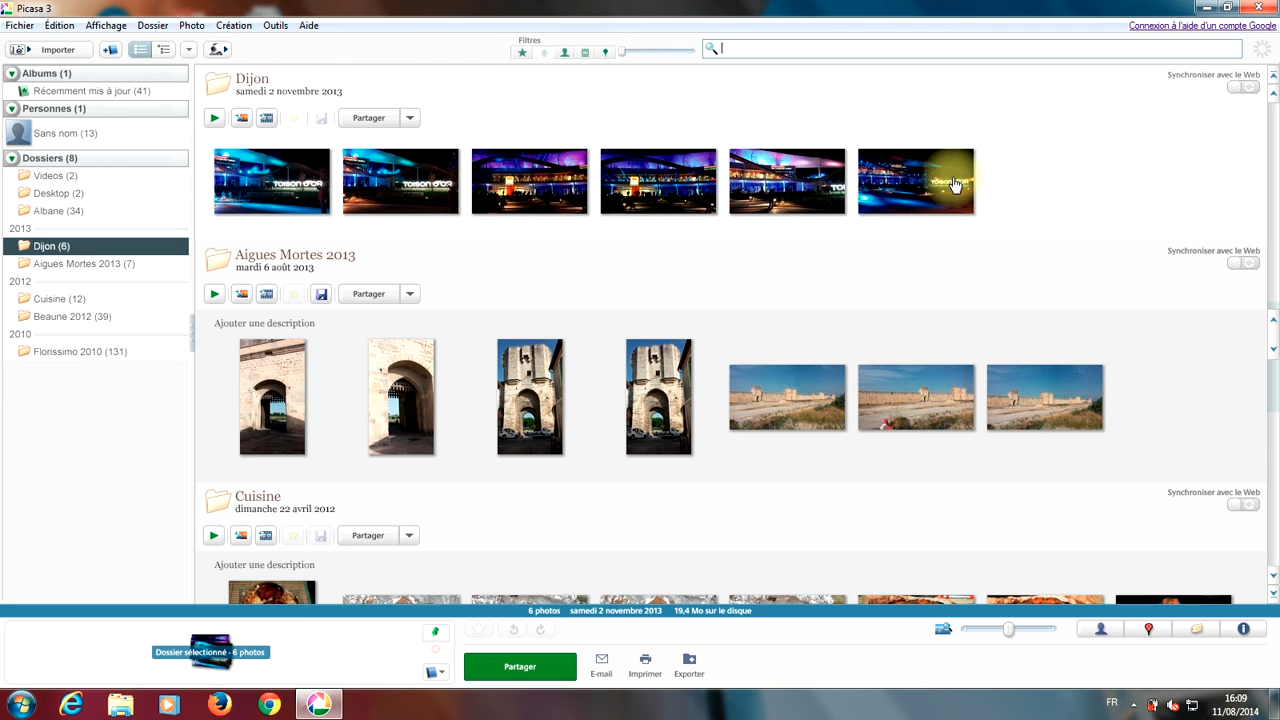 Picasa 3
Fichier Édition Affichage Dossier Photo Création Outils Aide
Connexion à l'aide d'un compte Google
Importer
Filtres
Albums (1)
Récemment mis à jour (41)
Personnes (1)
Sans nom (13)
Dossiers (8)
Videos (2)
Desktop (2)
Albane (34)
2013
Dijon (6)
Aigues Mortes 2013 (7)
2012
Cuisine (12)
Beaune 2012 (39)
2010
Florissimo 2010 (131)
Dijon
samedi 2 novembre 2013
Synchroniser avec le Web
Partager
TOISON D'OR
TOISON D'OR
Aigues Mortes 2013
mardi 6 août 2013
Synchroniser avec le Web
Partager
Ajouter une description
Cuisine
dimanche 22 avril 2012
Synchroniser avec le Web
Partager
Ajouter une description
6 photos samedi 2 novembre 2013 19,4 Mo sur le disque
Dossier sélectionné - 6 photos
Partager
E-mail
Imprimer
Exporter
FR
16:09
11/08/2014